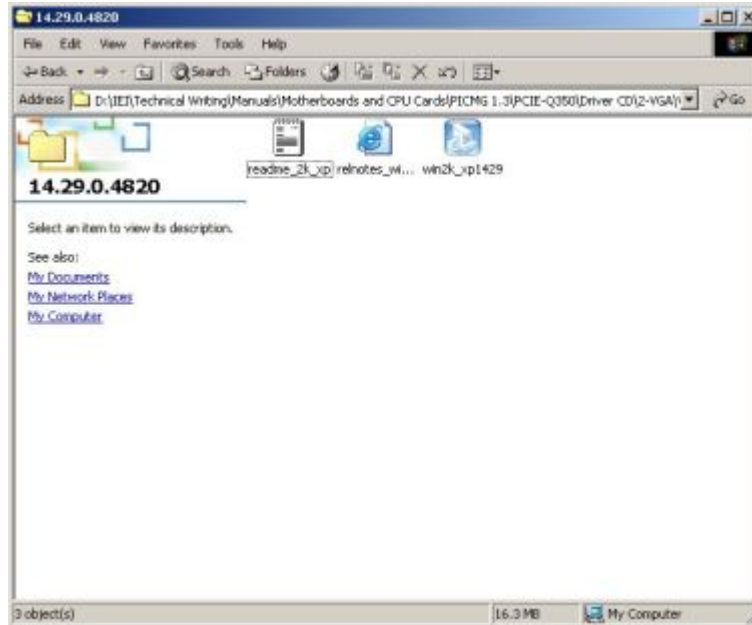 14.29.0.4820
File Edit View Favorites Tools Help
Back Search Folders
Address D:\IEI\Technical Writing\Manuals\Motherboards and CPU Cards\PICMG 1.3\PCIE-Q350\Driver CD\2-VGA\ Go
readme_2k_xp relnotes_wi... win2k_xp1429
14.29.0.4820
Select an item to view its description.
See also:
My Documents
My Network Places
My Computer
3 object(s) 16.3 MB My Computer